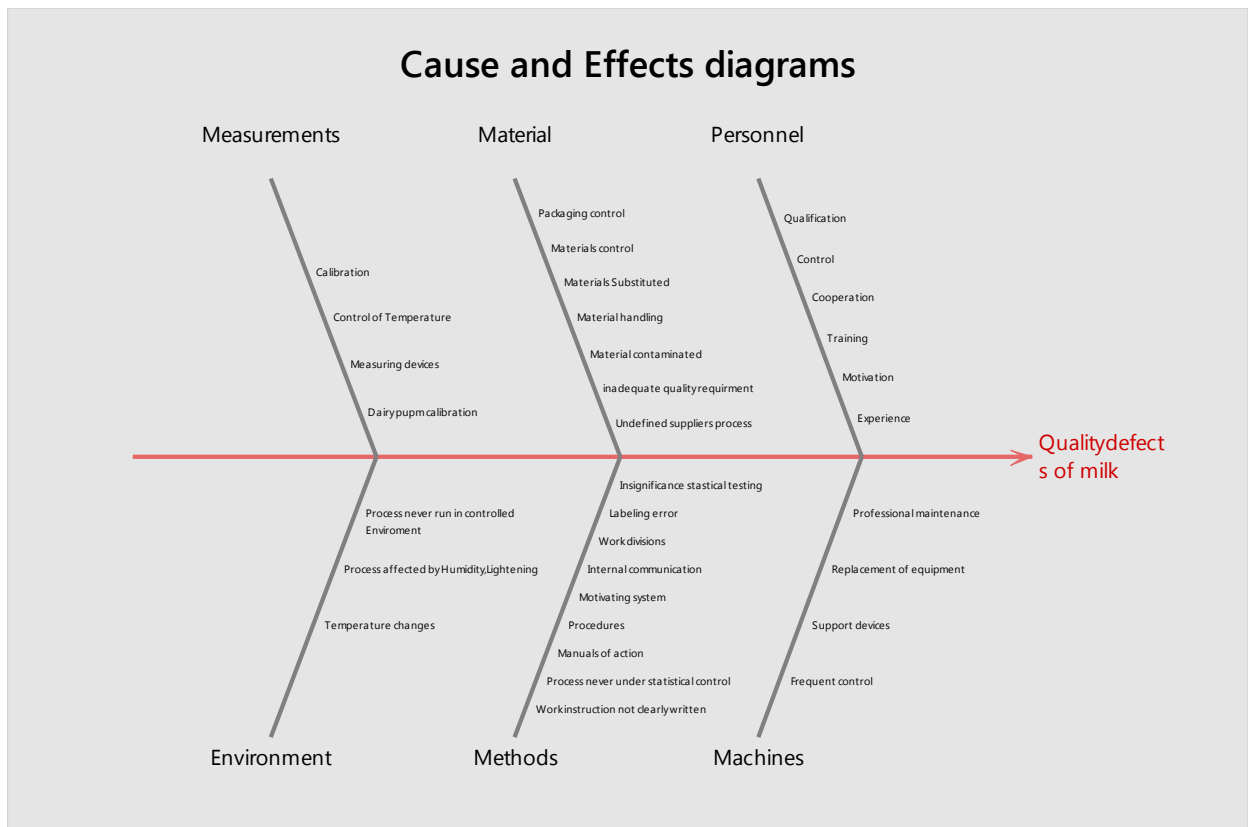 Cause and Effects diagrams
Measurements
Material
Personnel
Calibration
Control of Temperature
Measuring devices
Dairy pupm calibration
Packaging control
Materials control
Materials Substituted
Material handling
Material contaminated
inadequate quality requirment
Undefined suppliers process
Qualification
Control
Cooperation
Training
Motivation
Experience
Qualitydefect
s of milk
Process never run in controlled
Enviroment
Process affected by Humidity,Lightening
Temperature changes
Insignificance stastical testing
Labeling error
Work divisions
Internal communication
Motivating system
Procedures
Manuals of action
Process never under statistical control
Work instruction not clearly written
Professional maintenance
Replacement of equipment
Support devices
Frequent control
Environment
Methods
Machines